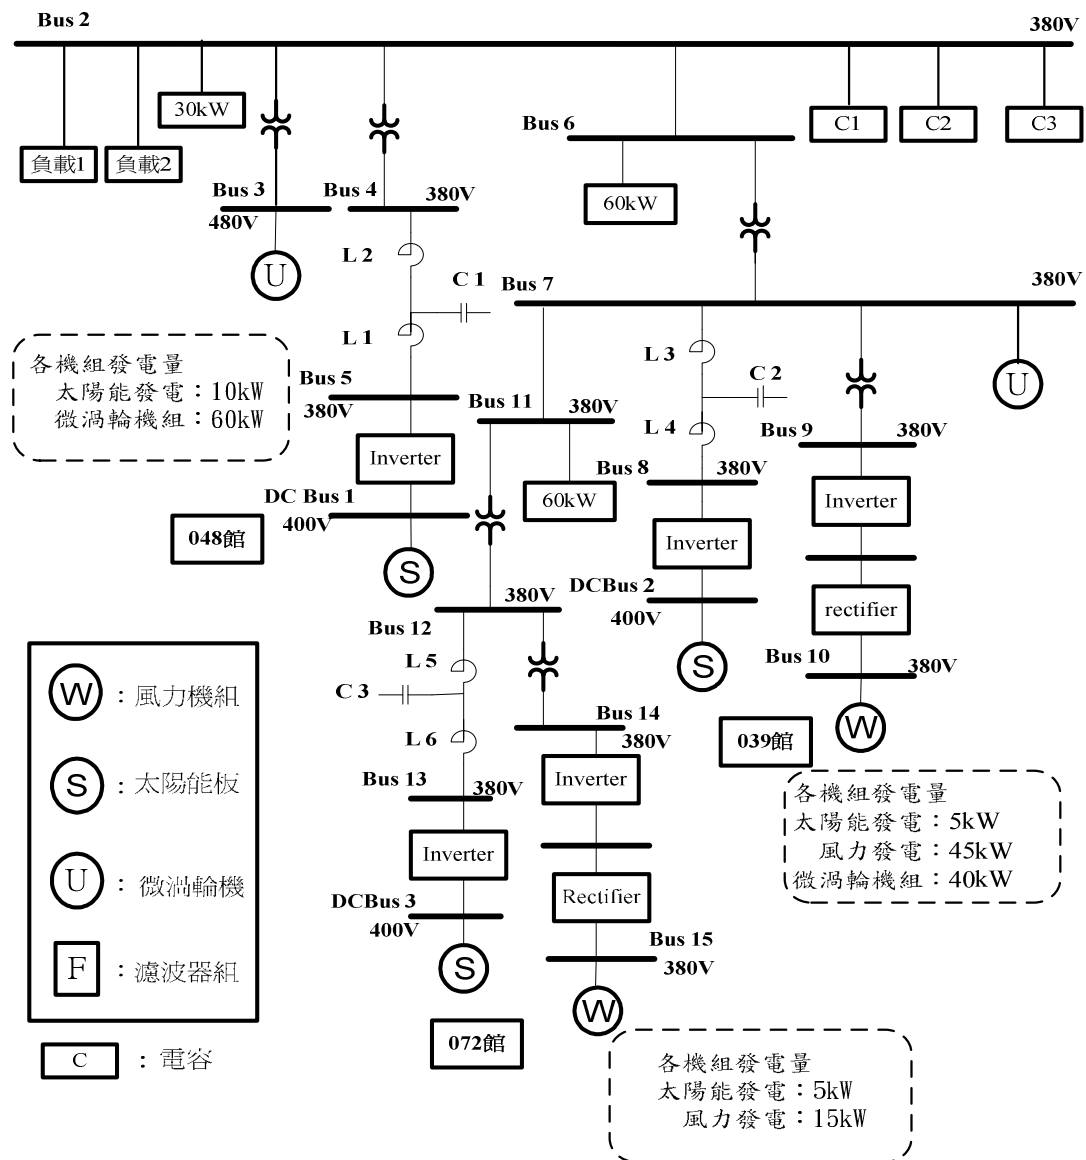 Bus 2
380V
30kW
負載1
負載2
C1
C2
C3
Bus 6
60kW
Bus 3
480V
U
Bus 4
380V
L 2
C 1
L 1
Bus 5
380V
Inverter
DC Bus 1
400V
S
048館
各機組發電量
太陽能發電：10kW
微渦輪機組：60kW
Bus 7
380V
U
L 3
C 2
L 4
Bus 8
380V
Inverter
DCBus 2
400V
S
Bus 9
380V
Inverter
rectifier
Bus 10
380V
W
039館
各機組發電量
太陽能發電：5kW
風力發電：45kW
微渦輪機組：40kW
Bus 11
380V
60kW
380V
Bus 12
L 5
C 3
L 6
Bus 13
380V
Inverter
DCBus 3
400V
S
Bus 14
380V
Inverter
Rectifier
Bus 15
380V
W
072館
各機組發電量
太陽能發電：5kW
風力發電：15kW
W：風力機組
S：太陽能板
U：微渦輪機
F：濾波器組
C：電容